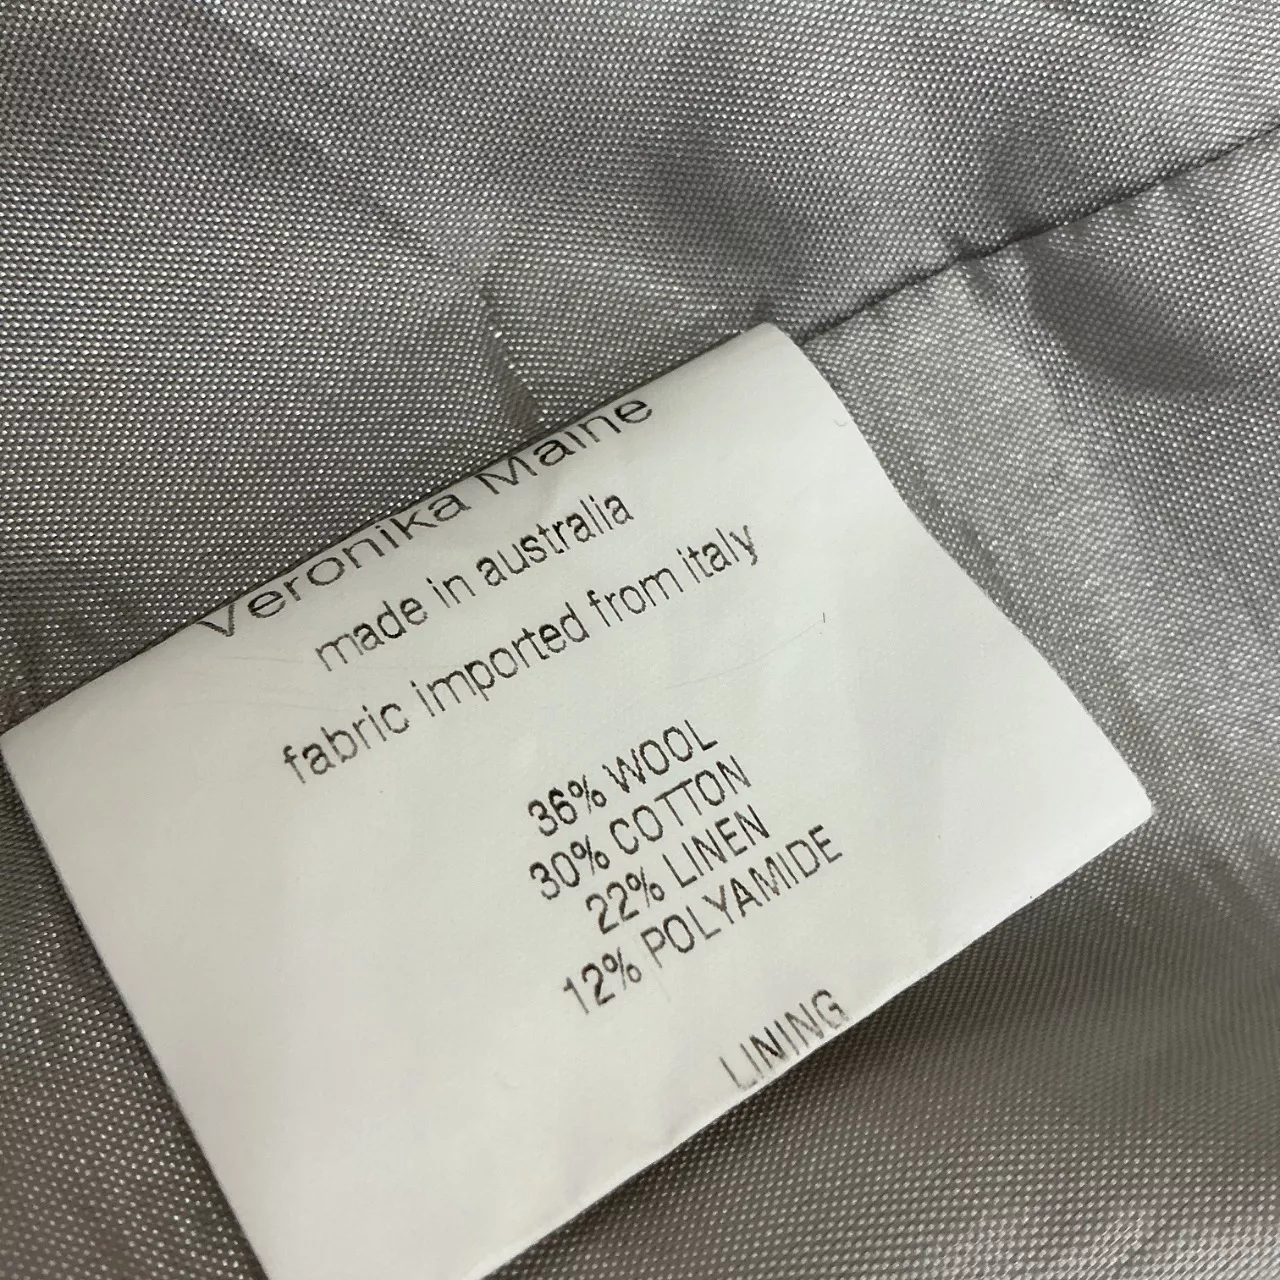 Veronika Maine
made in australia
fabric imported from italy
36% WOOL
30% COTTON
22% LINEN
12% POLYAMIDE
LINING